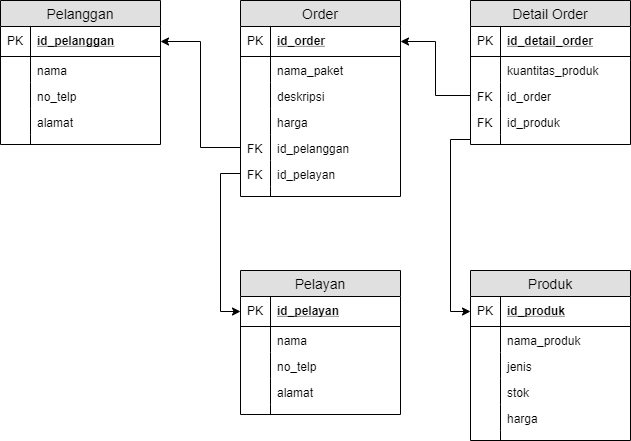 Pelanggan
PK id_pelanggan
nama
no_telp
alamat
Order
PK id_order
nama_paket
deskripsi
harga
FK id_pelanggan
FK id_pelayan
Detail Order
PK id_detail_order
kuantitas_produk
FK id_order
FK id_produk
Pelayan
PK id_pelayan
nama
no_telp
alamat
Produk
PK id_produk
nama_produk
jenis
stok
harga